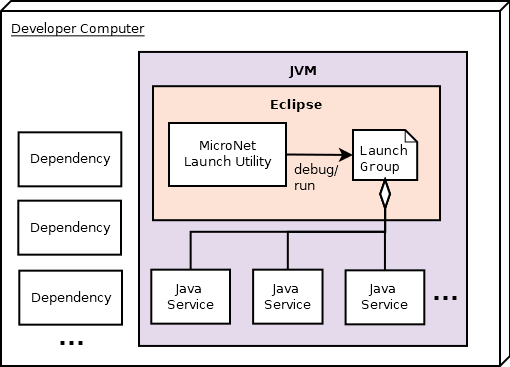 Developer Computer
JVM
Eclipse
MicroNet
Launch Utility
debug/
run
Launch
Group
Dependency
Dependency
Dependency
...
Java
Service
Java
Service
Java
Service
...